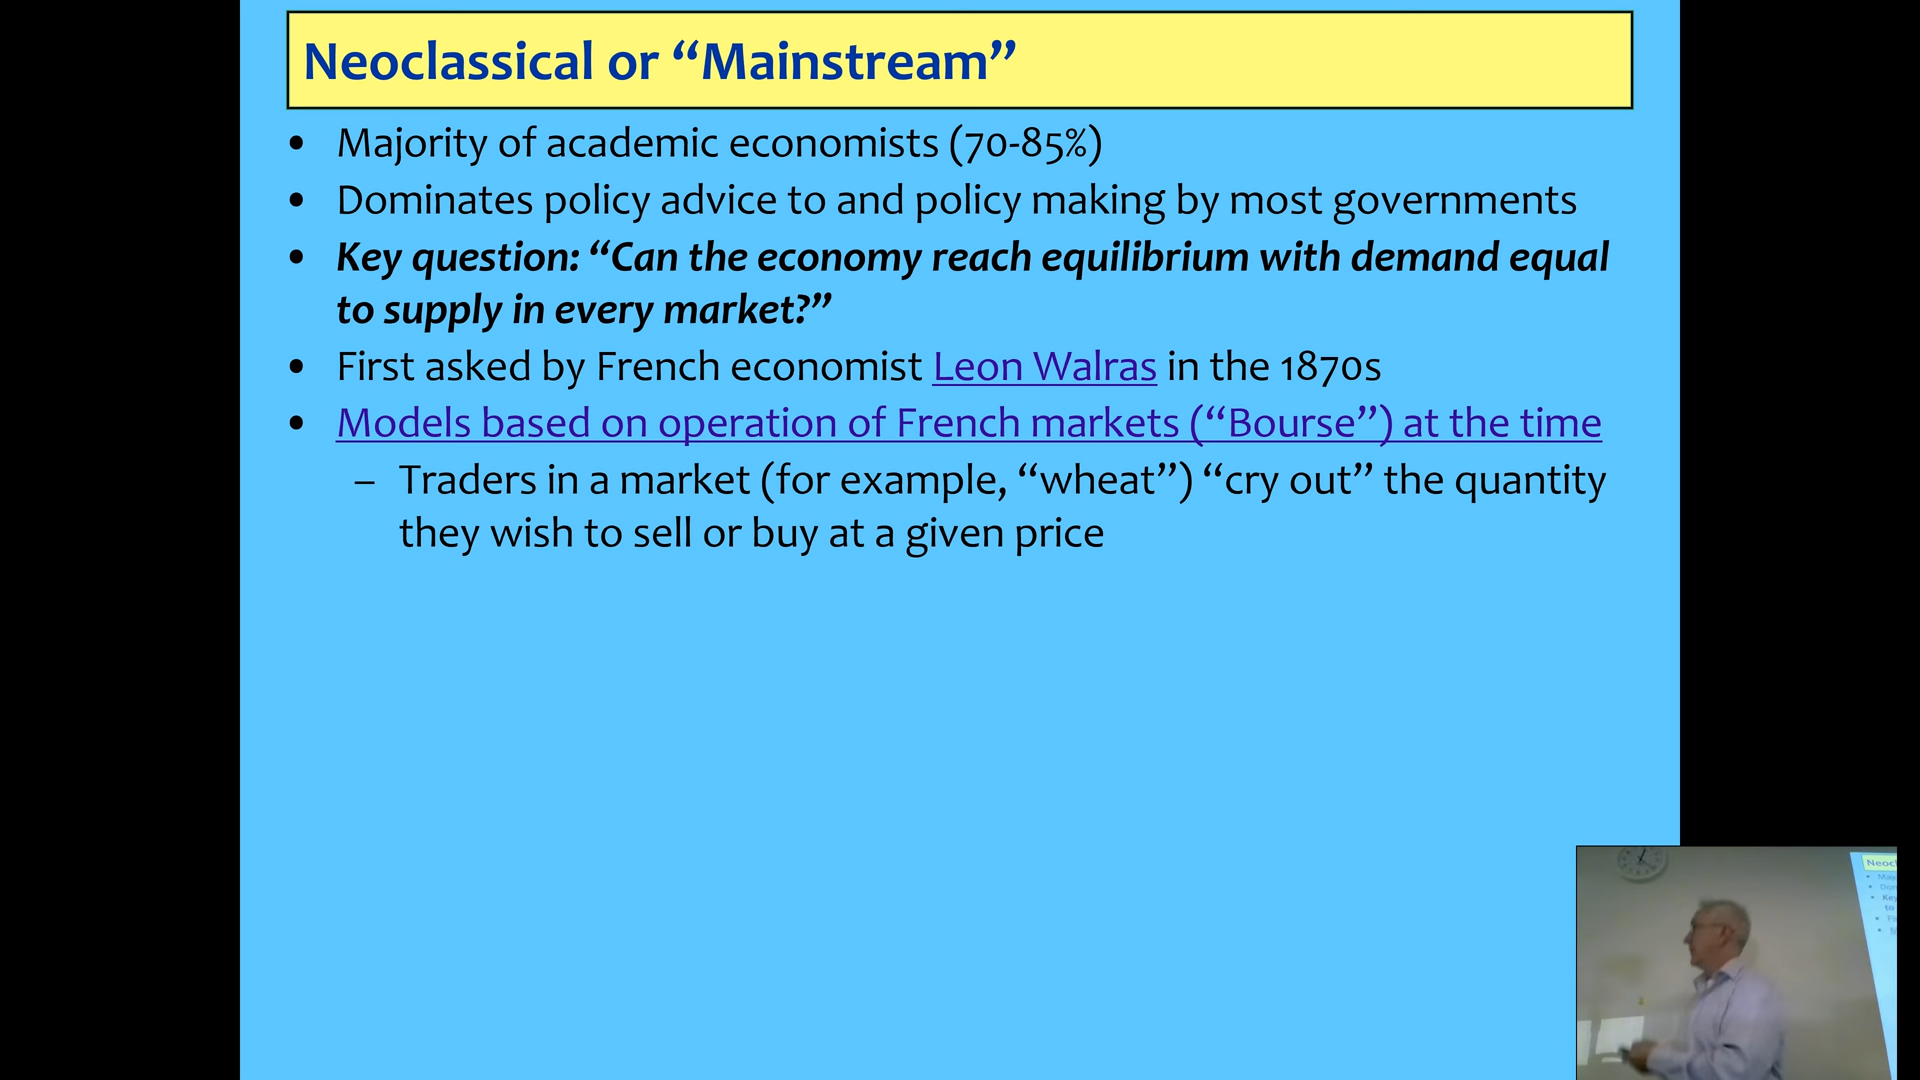 Neoclassical or “Mainstream”
• Majority of academic economists (70-85%)
• Dominates policy advice to and policy making by most governments
• Key question: “Can the economy reach equilibrium with demand equal
to supply in every market?”
• First asked by French economist Leon Walras in the 1870s
• Models based on operation of French markets (“Bourse”) at the time
– Traders in a market (for example, “wheat”) “cry out” the quantity
they wish to sell or buy at a given price